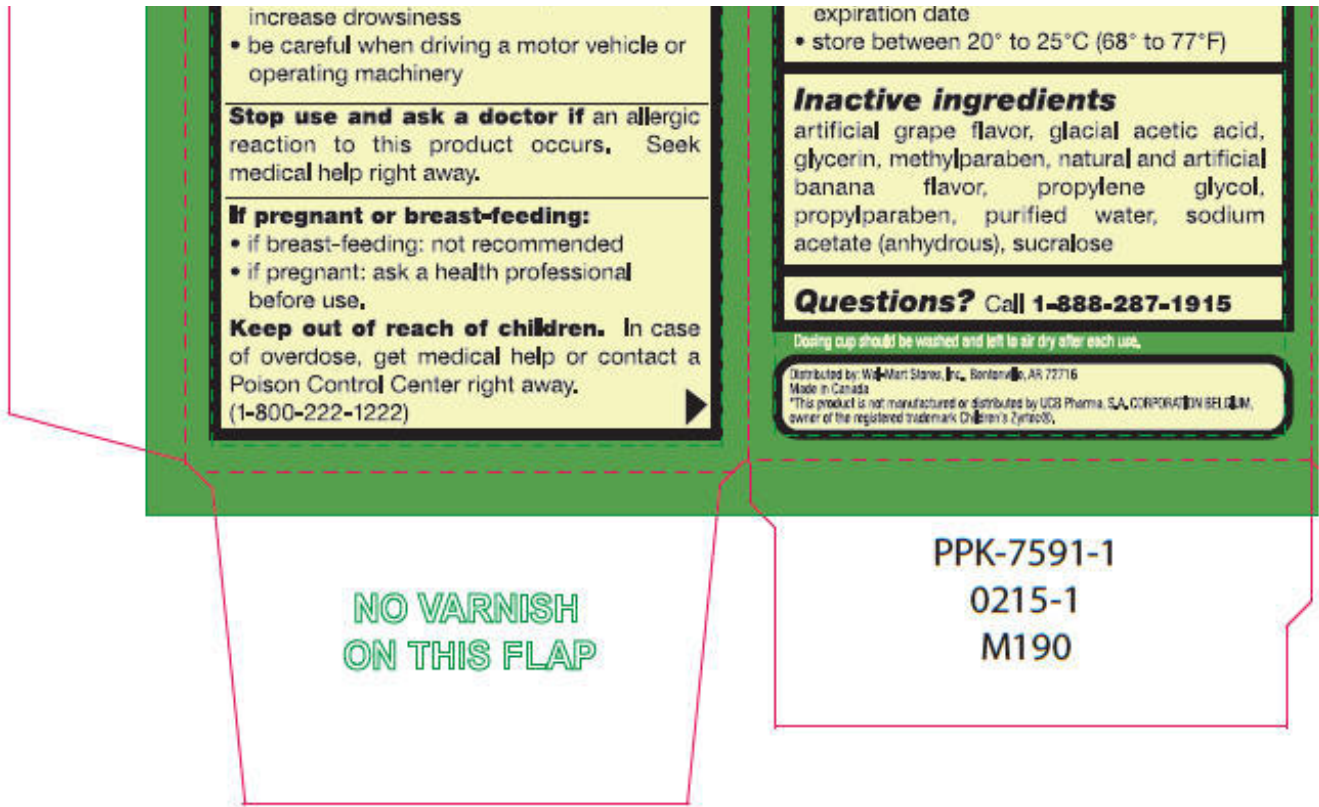 increase drowsiness
• be careful when driving a motor vehicle or
operating machinery
Stop use and ask a doctor if an allergic
reaction to this product occurs. Seek
medical help right away.
If pregnant or breast-feeding:
• if breast-feeding: not recommended
• if pregnant: ask a health professional
before use.
Keep out of reach of children. In case
of overdose, get medical help or contact a
Poison Control Center right away.
(1-800-222-1222)
expiration date
• store between 20° to 25°C (68° to 77°F)
Inactive ingredients
artificial grape flavor, glacial acetic acid,
glycerin, methylparaben, natural and artificial
banana flavor, propylene glycol,
propylparaben, purified water, sodium
acetate (anhydrous), sucralose
Questions? Call 1-888-287-1915
Dosing cup should be washed and left to air dry after each use.
Distributed by: Wal-Mart Stores, Inc., Bentonville, AR 72716
Made in Canada
*This product is not manufactured or distributed by UCB Pharma, S.A. CORPORATION BELGIUM,
owner of the registered trademark Children's Zyrtec®.
NO VARNISH
ON THIS FLAP
PPK-7591-1
0215-1
M190